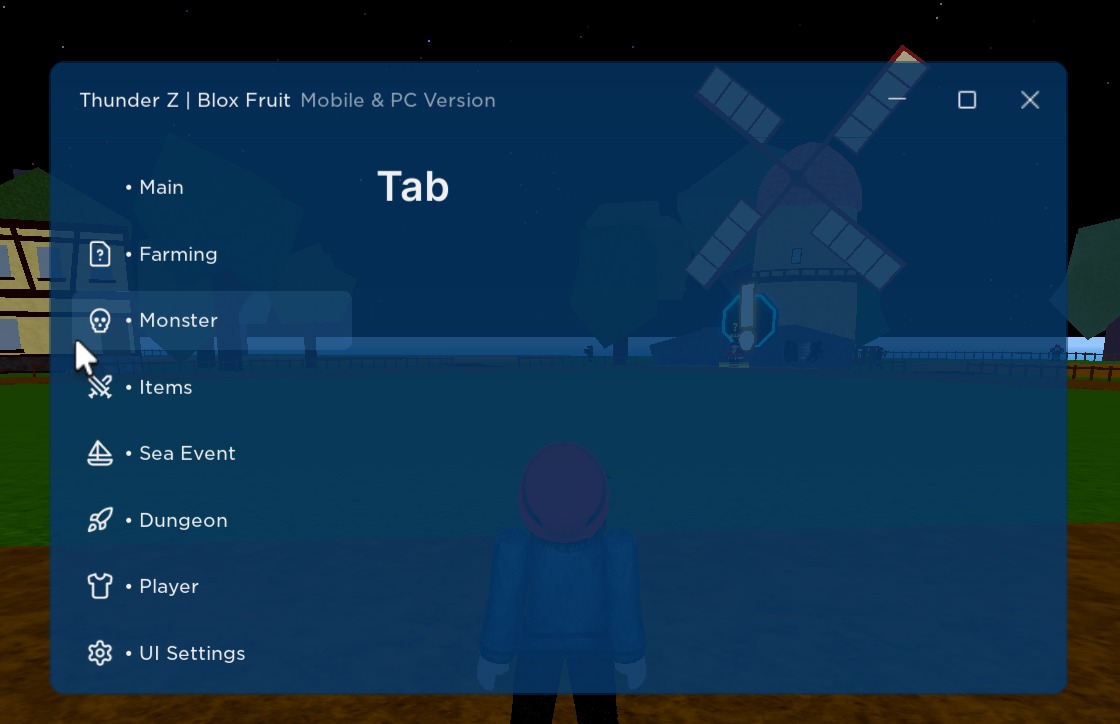 Thunder Z | Blox Fruit Mobile & PC Version
• Main
Tab
• Farming
• Monster
• Items
• Sea Event
• Dungeon
• Player
• UI Settings